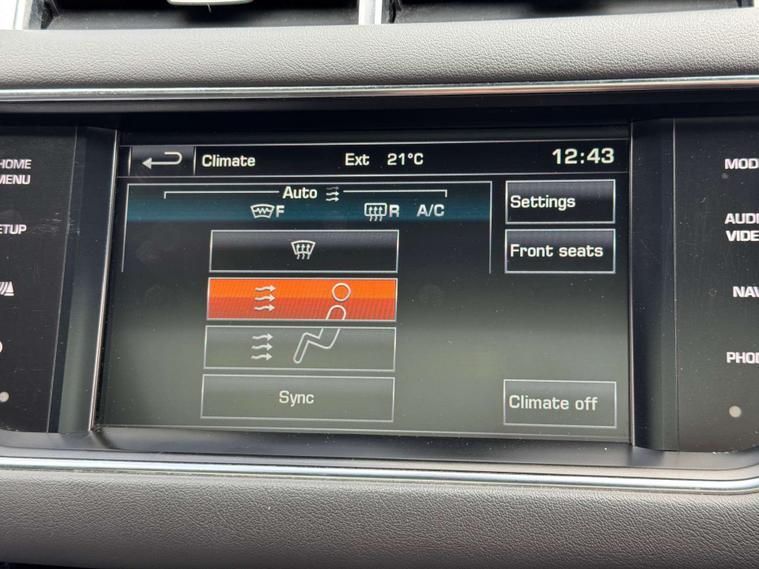 HOME
MENU
Climate
Ext 21°C
12:43
MOD
Auto
F
R
A/C
Settings
AUDI
VIDE
SETUP
Front seats
NAV
PHO
Sync
Climate off